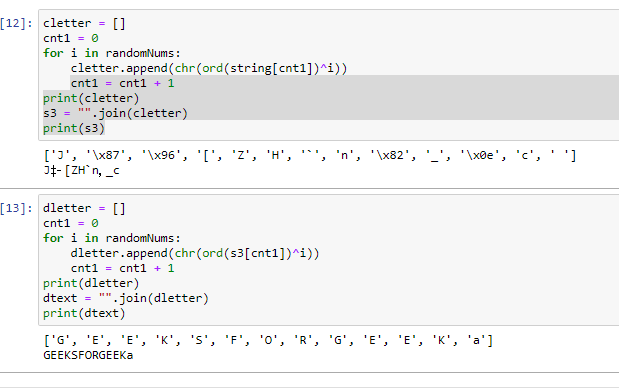 [12]: cletter = []
cnt1 = 0
for i in randomNums:
    cletter.append(chr(ord(string[cnt1])^i))
    cnt1 = cnt1 + 1
print(cletter)
s3 = "".join(cletter)
print(s3)
['J', '\x87', '\x96', '[', 'Z', 'H', '`', 'n', '\x82', '_', '\x0e', 'c', ' ']
J‡–[ZH`n‚_c
[13]: dletter = []
cnt1 = 0
for i in randomNums:
    dletter.append(chr(ord(s3[cnt1])^i))
    cnt1 = cnt1 + 1
print(dletter)
dtext = "".join(dletter)
print(dtext)
['G', 'E', 'E', 'K', 'S', 'F', 'O', 'R', 'G', 'E', 'E', 'K', 'a']
GEEKSFORGEEKa